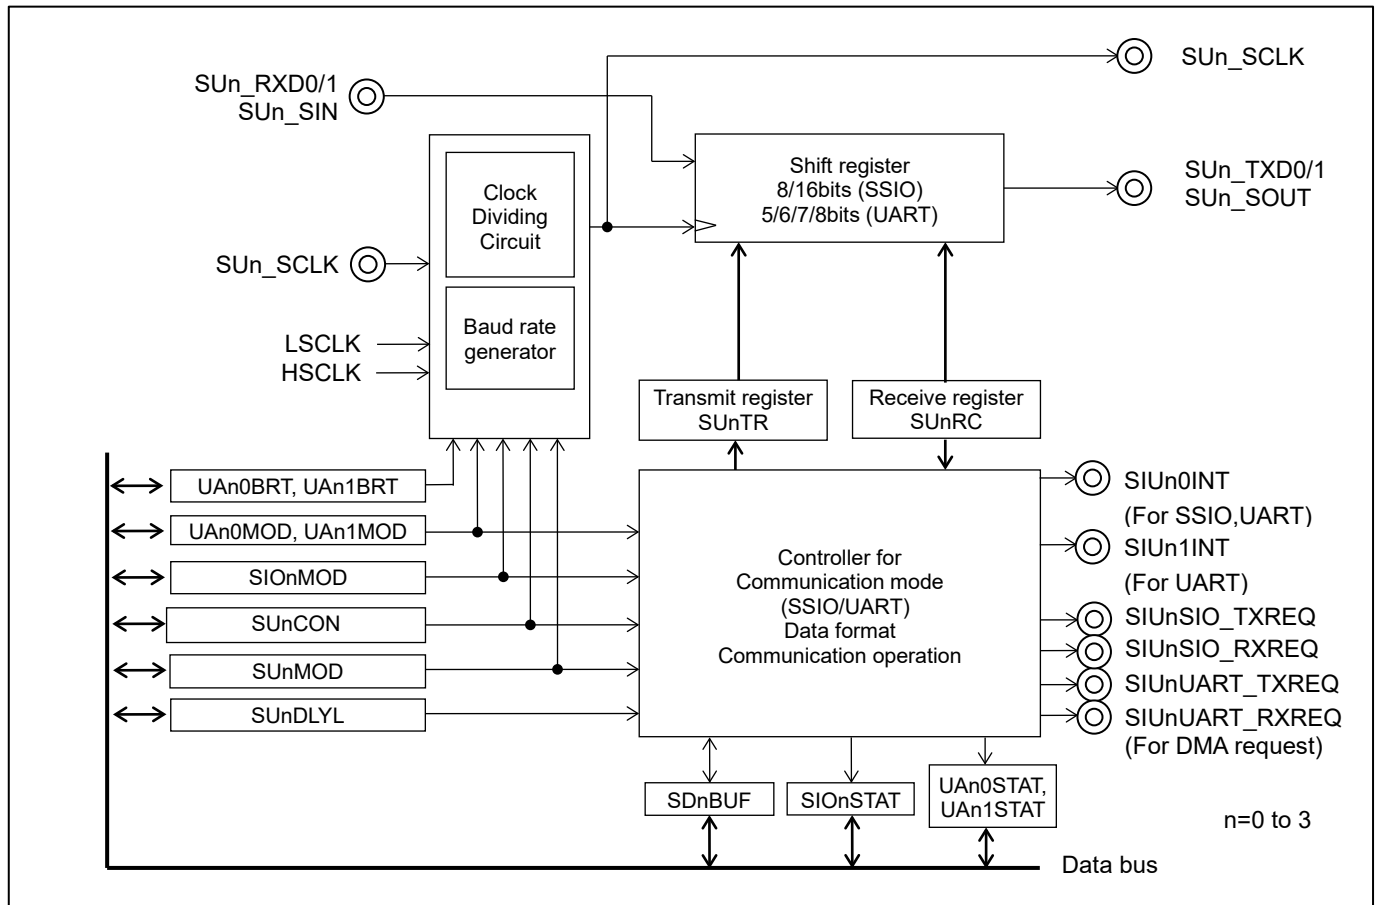 SUn_SCLK
SUn_RXD0/1
SUn_SIN
Shift register
8/16bits (SSIO)
5/6/7/8bits (UART)
SUn_TXD0/1
SUn_SOUT
Clock
Dividing
Circuit
SUn_SCLK
Baud rate
generator
LSCLK
HSCLK
Transmit register
SUnTR
Receive register
SUnRC
UAn0BRT, UAn1BRT
UAn0MOD, UAn1MOD
SIOnMOD
SUnCON
SUnMOD
SUnDLYL
Controller for
Communication mode
(SSIO/UART)
Data format
Communication operation
SIUn0INT
(For SSIO,UART)
SIUn1INT
(For UART)
SIUnSIO_TXREQ
SIUnSIO_RXREQ
SIUnUART_TXREQ
SIUnUART_RXREQ
(For DMA request)
SDnBUF
SIOnSTAT
UAn0STAT,
UAn1STAT
n=0 to 3
Data bus